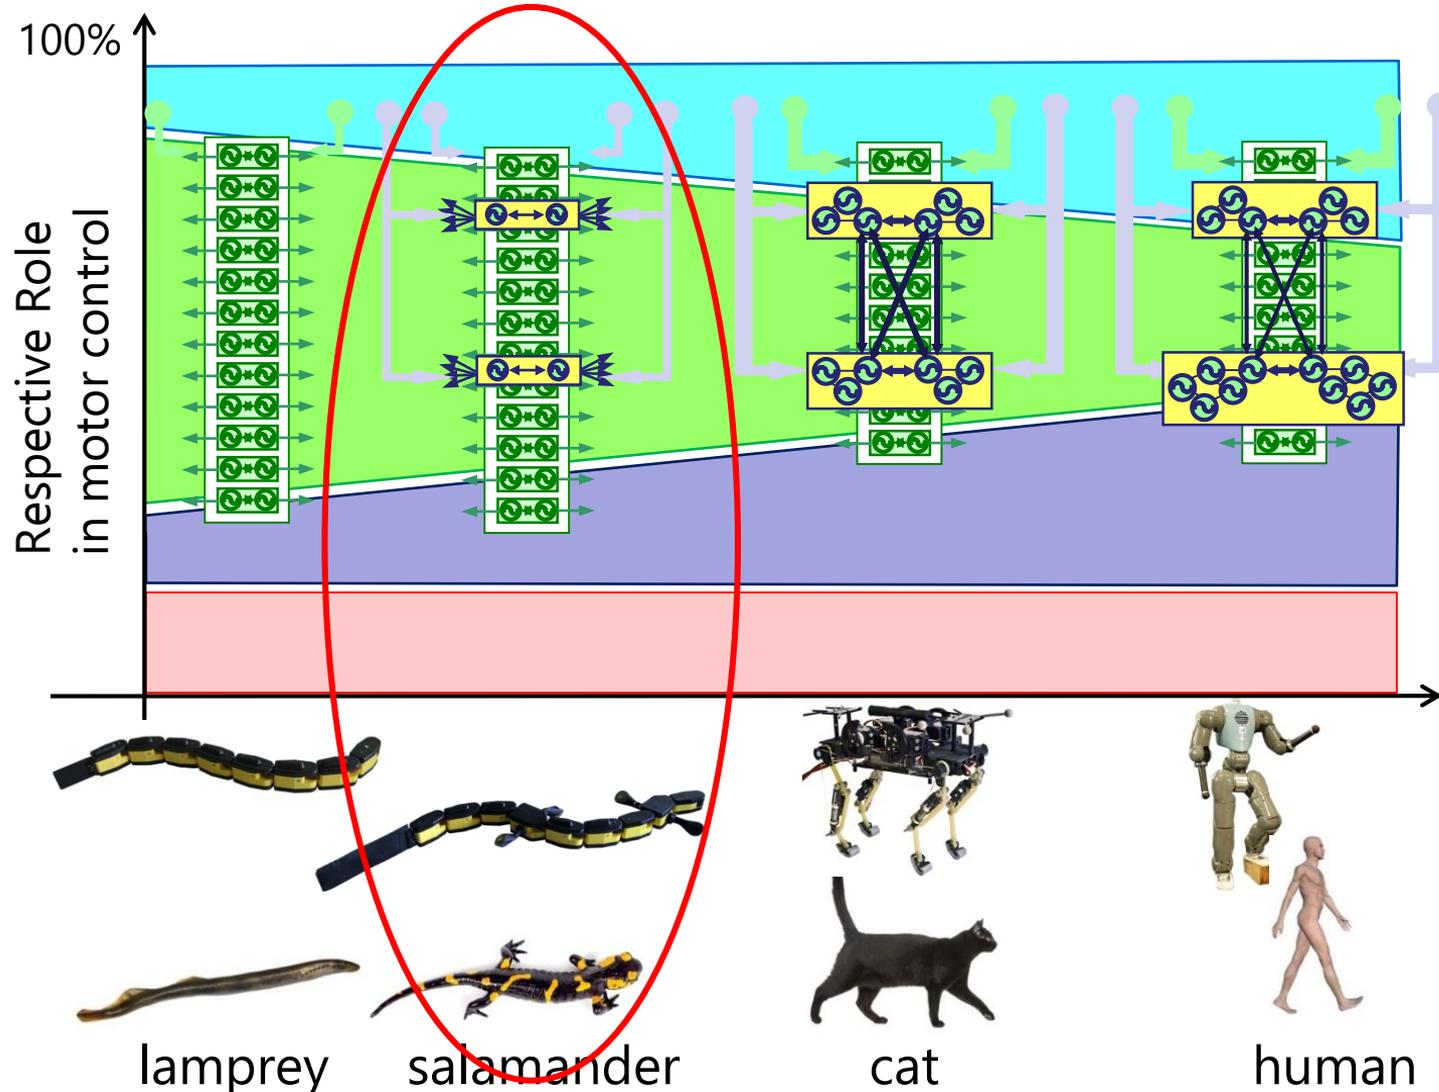 100%
Respective Role
in motor control
lamprey
salamander
cat
human